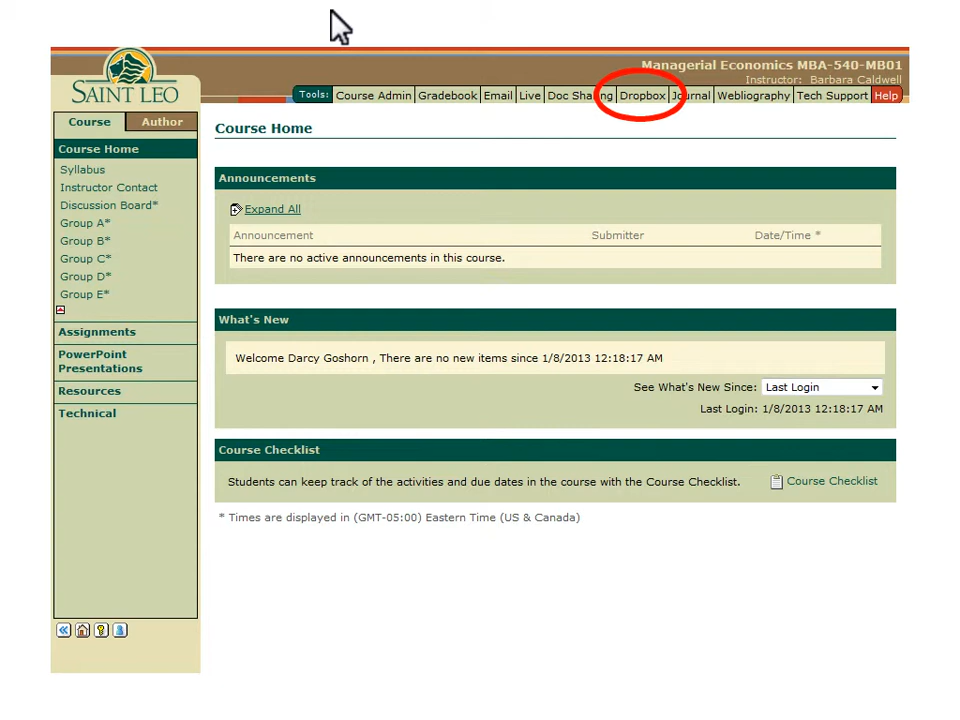 Managerial Economics MBA-540-MB01
Instructor: Barbara Caldwell
SAINT LEO
Tools: Course Admin Gradebook Email Live Doc Sharing Dropbox Journal Webliography Tech Support Help
Course Author
Course Home
Syllabus
Instructor Contact
Discussion Board*
Group A*
Group B*
Group C*
Group D*
Group E*
Assignments
PowerPoint
Presentations
Resources
Technical
Course Home
Announcements
Expand All
Announcement Submitter Date/Time *
There are no active announcements in this course.
What's New
Welcome Darcy Goshorn , There are no new items since 1/8/2013 12:18:17 AM
See What's New Since: Last Login
Last Login: 1/8/2013 12:18:17 AM
Course Checklist
Students can keep track of the activities and due dates in the course with the Course Checklist. Course Checklist
* Times are displayed in (GMT-05:00) Eastern Time (US & Canada)